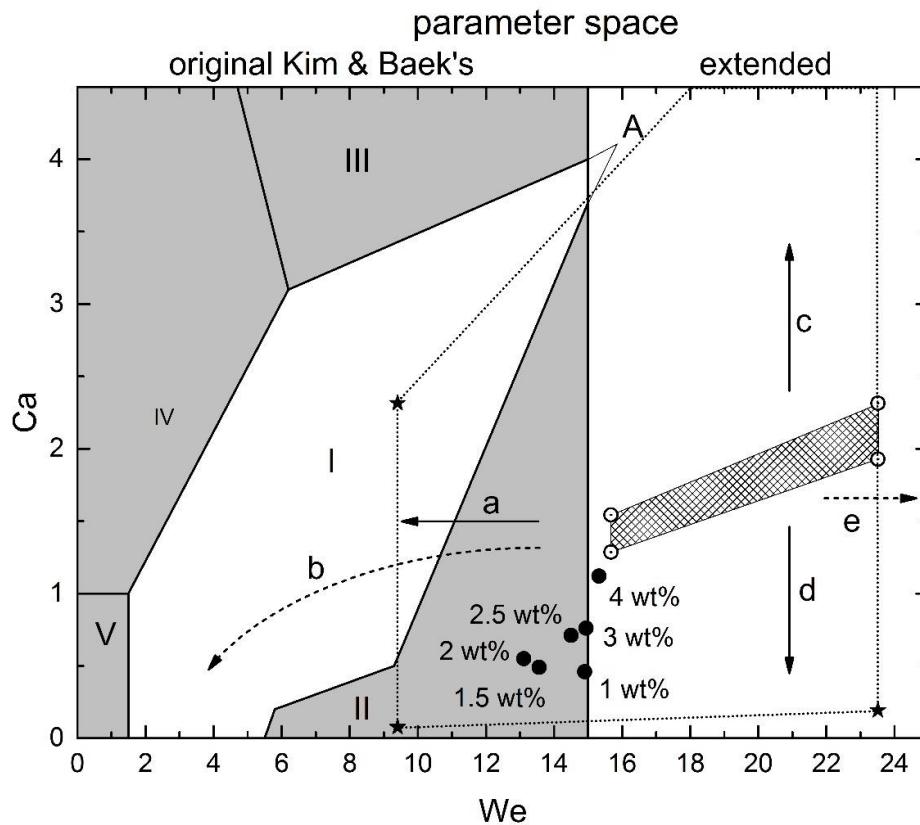 parameter space
original Kim & Baek's extended
A
4
III
c
3
IV
Ca
2
I
a
e
b
4 wt%
d
1
2.5 wt%
3 wt%
V
2 wt%
1 wt%
1.5 wt%
II
0
0 2 4 6 8 10 12 14 16 18 20 22 24
We